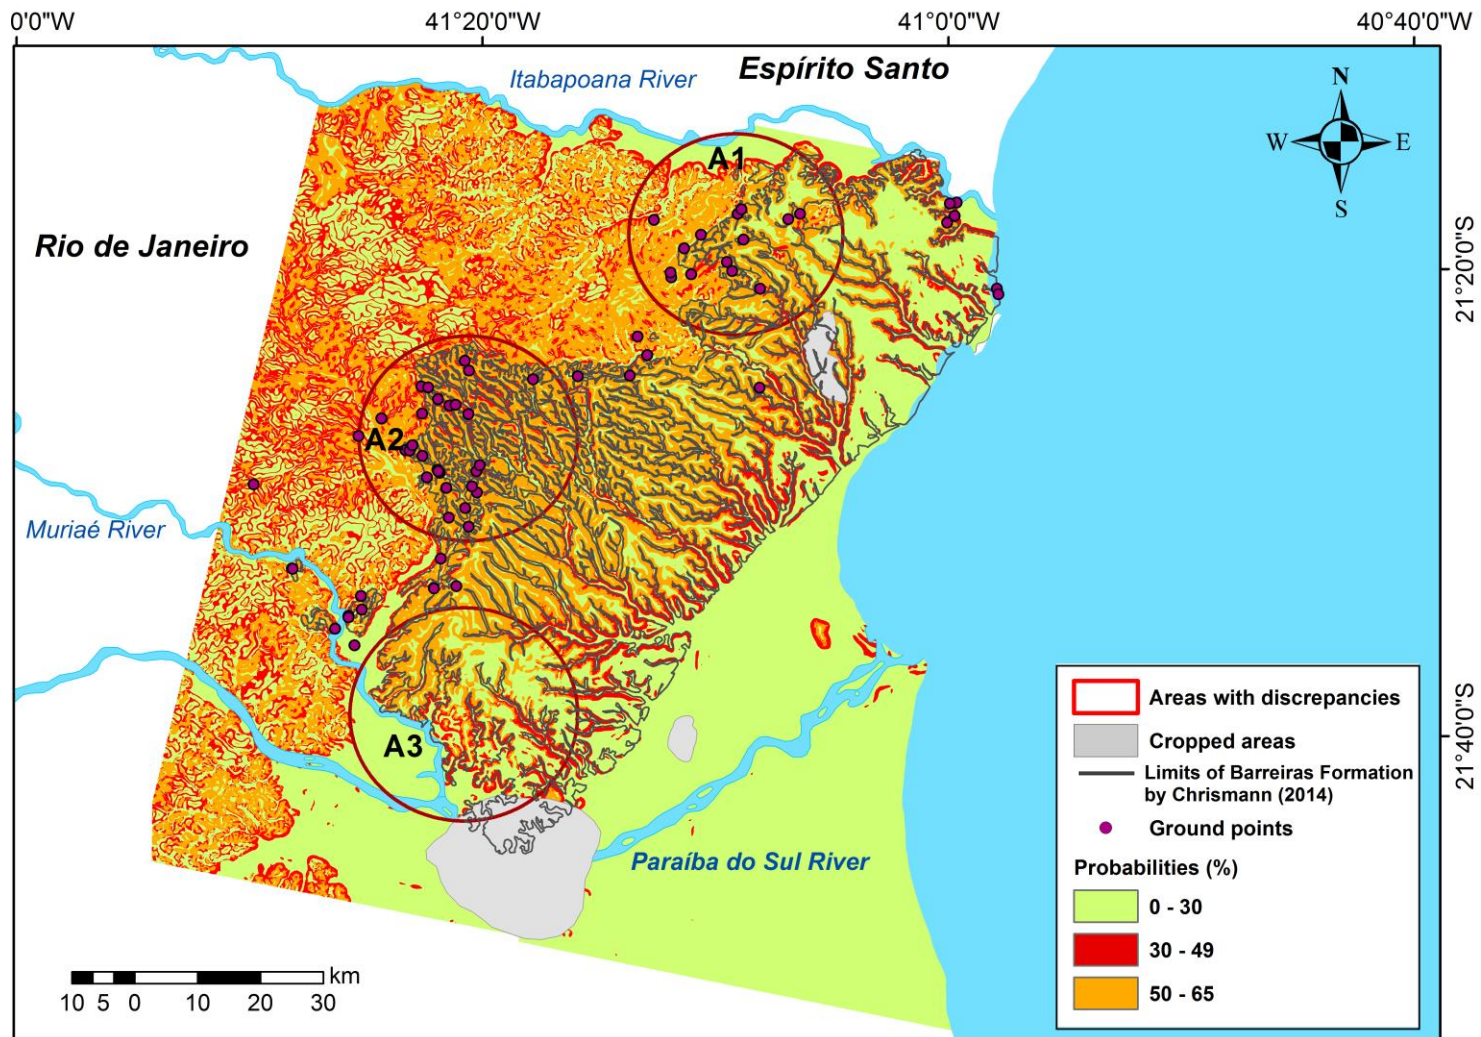 0'0"W
41°20'0"W
41°0'0"W
40°40'0"W
Espírito Santo
Itabapoana River
N
W
E
S
A1
Rio de Janeiro
21°20'0"S
A2
Muriaé River
A3
21°40'0"S
Paraíba do Sul River
Areas with discrepancies
Cropped areas
Limits of Barreiras Formation
by Chrismann (2014)
Ground points
Probabilities (%)
0 - 30
30 - 49
50 - 65
km
10 5 0 10 20 30